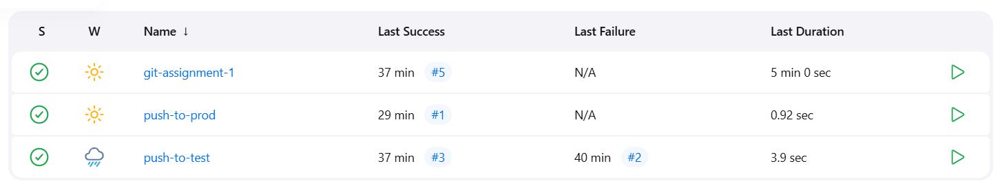 S W Name ↓ Last Success Last Failure Last Duration
git-assignment-1 37 min #5 N/A 5 min 0 sec
push-to-prod 29 min #1 N/A 0.92 sec
push-to-test 37 min #3 40 min #2 3.9 sec